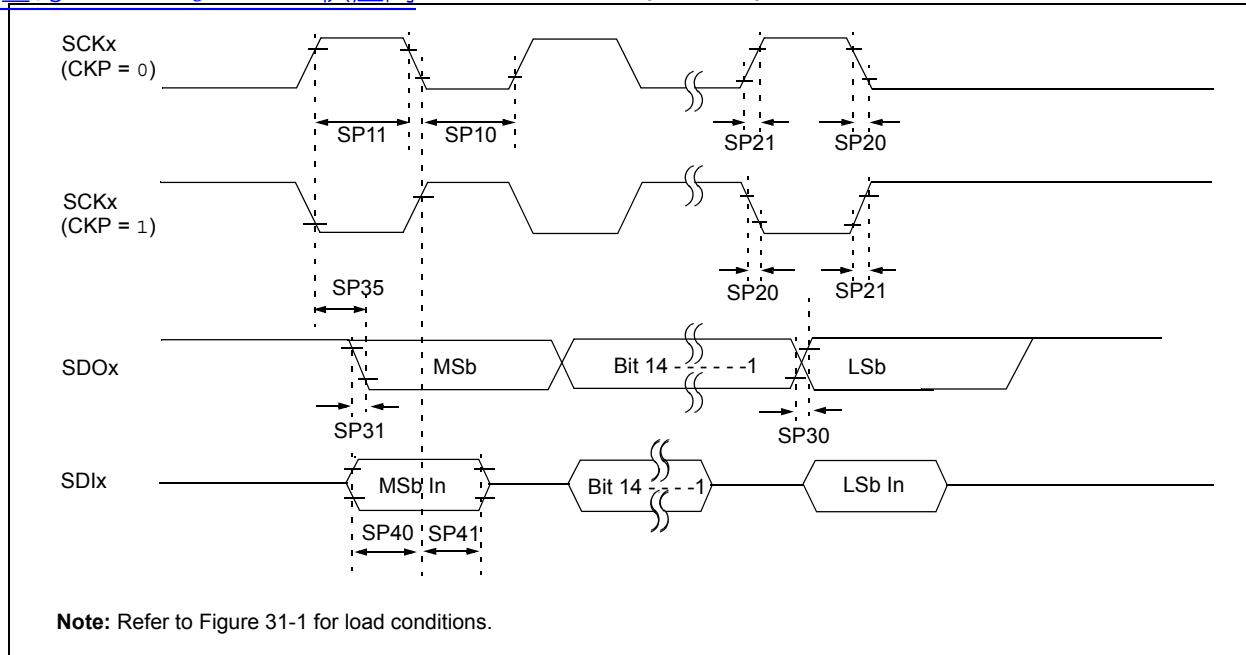 SCKx
(CKP = 0)
SP11
SP10
SP21
SP20
SCKx
(CKP = 1)
SP35
SP20
SP21
SDOx
MSb
Bit 14 - - - - - -1
LSb
SP31
SP30
SDIx
MSb In
Bit 14 - - - -1
LSb In
SP40
SP41
Note: Refer to Figure 31-1 for load conditions.